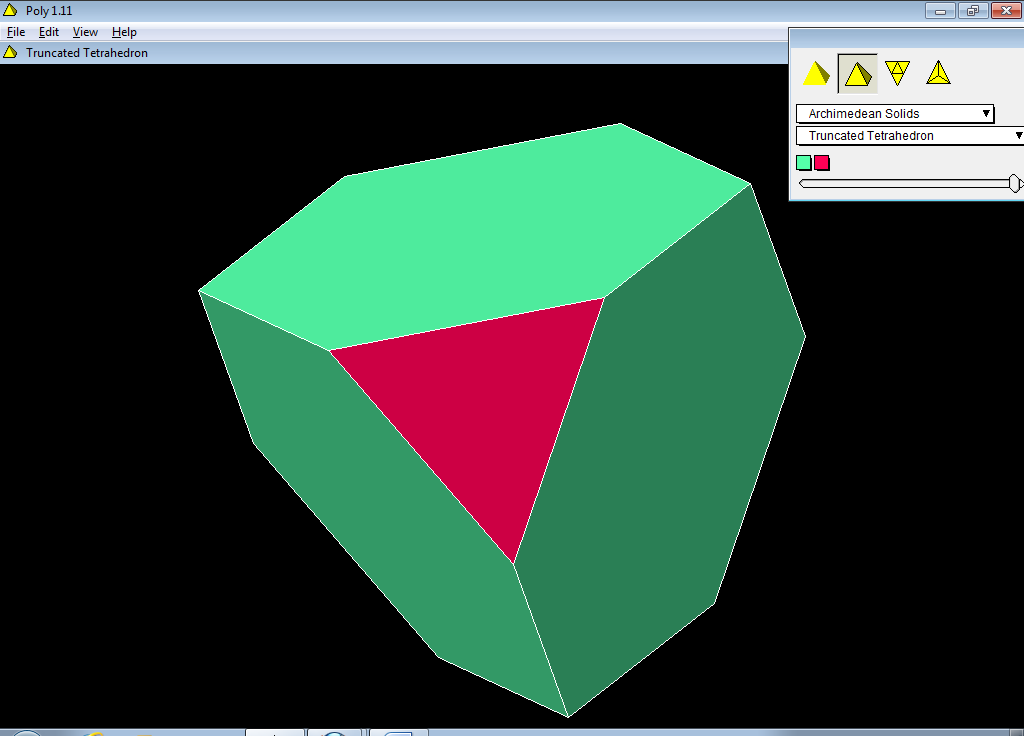 Poly 1.11
File Edit View Help
Truncated Tetrahedron
Archimedean Solids
Truncated Tetrahedron